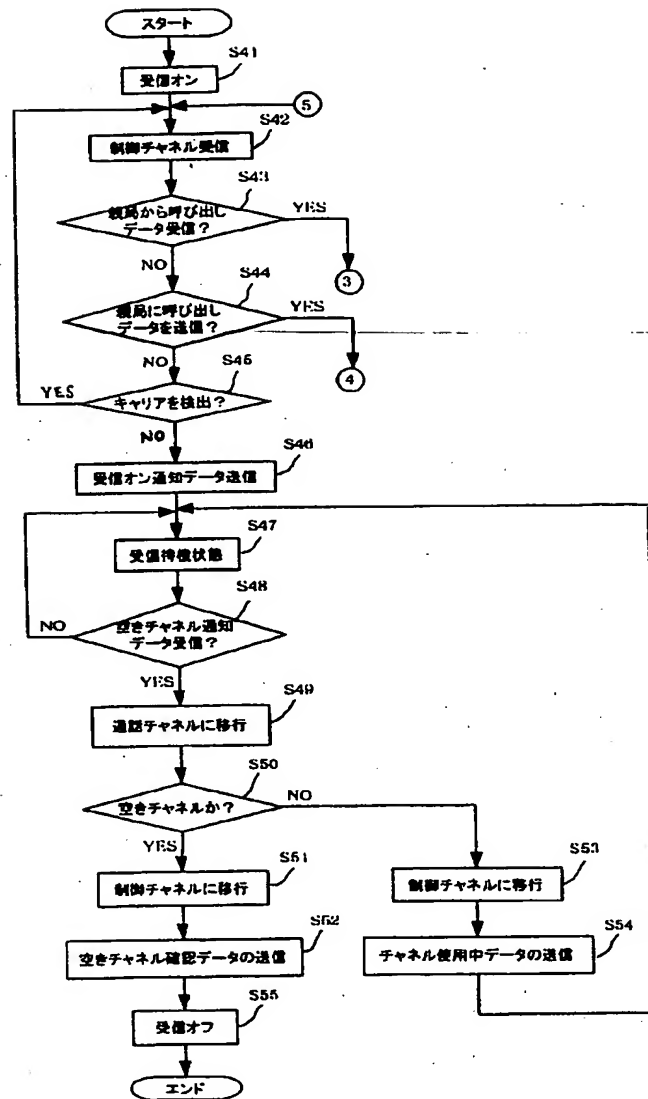 スタート
S41
受信オン
5
S42
制御チャネル受信
S43
親局から呼び出し
データ受信？
YES
NO
3
S44
親局に呼び出し
データを送信？
YES
NO
4
S45
キャリアを検出？
YES
NO
S46
受信オン通知データ送信
S47
受信待機状態
S48
空きチャネル通知
データ受信？
NO
YES
S49
通話チャネルに移行
S50
空きチャネルか？
NO
YES
S51
制御チャネルに移行
S53
制御チャネルに移行
S52
空きチャネル確認データの送信
S54
チャネル使用中データの送信
S55
受信オフ
エンド